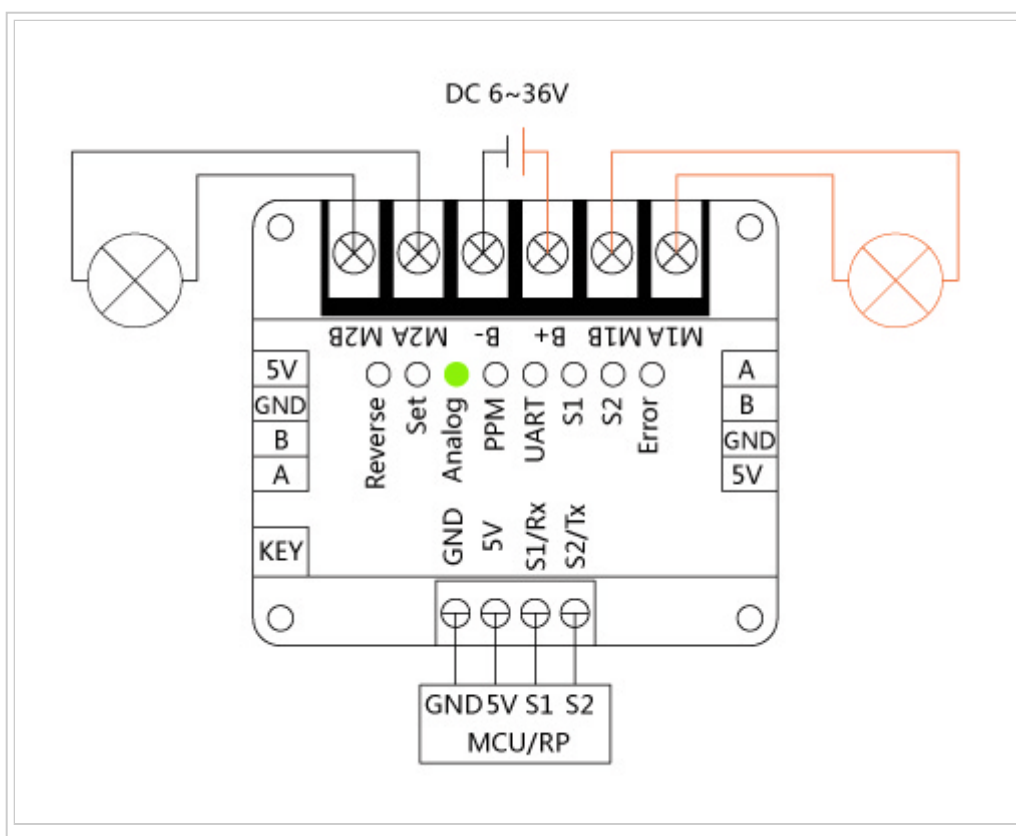 DC 6~36V
M2B M2A B- B+ M1B M1A
5V
GND
B
A
KEY
Reverse
Set
Analog
PPM
UART
S1
S2
Error
A
B
GND
5V
GND
5V
S1/Rx
S2/Tx
GND 5V S1 S2
MCU/RP